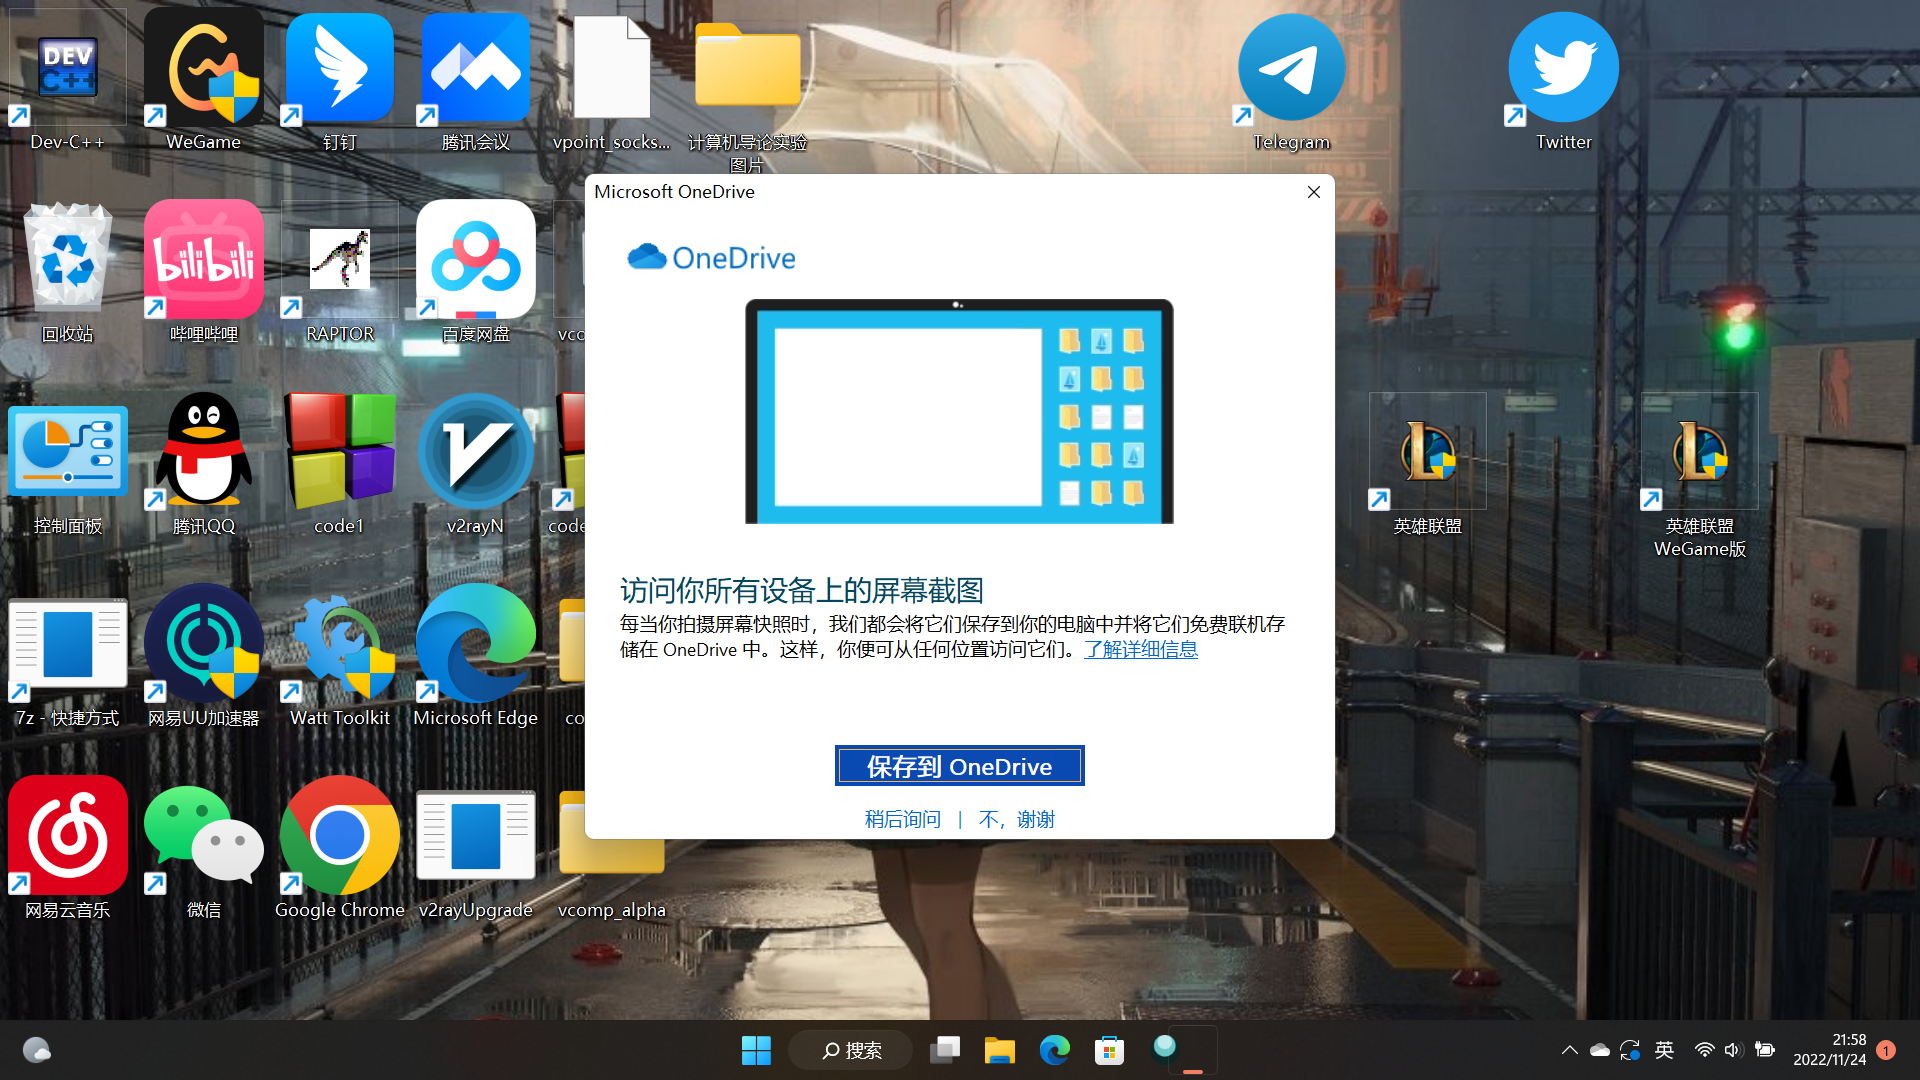 DEV
C++
Dev-C++
WeGame
钉钉
腾讯会议
vpoint_socks...
计算机导论实验
图片
Telegram
Twitter
Microsoft OneDrive
OneDrive
回收站
bilibili
哔哩哔哩
RAPTOR
百度网盘
vco
控制面板
腾讯QQ
code1
v2rayN
code
英雄联盟
英雄联盟
WeGame版
访问你所有设备上的屏幕截图
每当你拍摄屏幕快照时，我们都会将它们保存到你的电脑中并将它们免费联机存
储在 OneDrive 中。这样，你便可从任何位置访问它们。了解详细信息
7z - 快捷方式
网易UU加速器
Watt Toolkit
Microsoft Edge
co
保存到 OneDrive
稍后询问 | 不，谢谢
网易云音乐
微信
Google Chrome
v2rayUpgrade
vcomp_alpha
搜索
英
21:58
2022/11/24
1